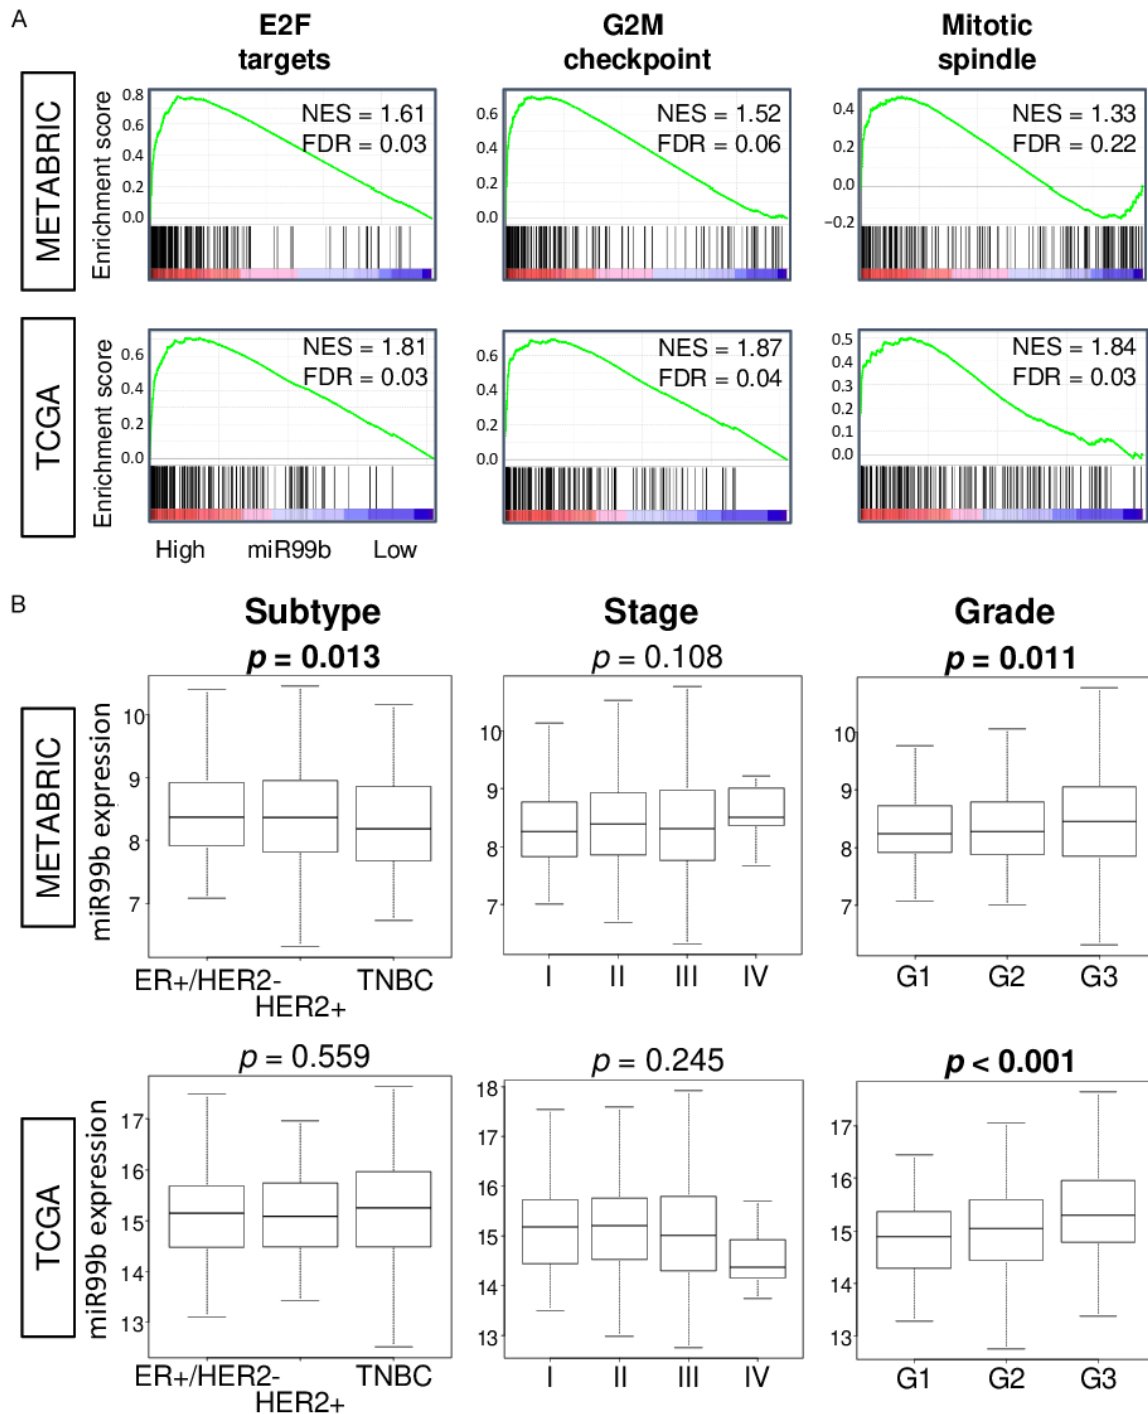 A
E2F
targets
G2M
checkpoint
Mitotic
spindle
METABRIC
Enrichment score
0.8
0.6
0.4
0.2
0.0
NES = 1.61
FDR = 0.03
0.6
0.4
0.2
0.0
NES = 1.52
FDR = 0.06
0.4
0.2
0.0
−0.2
NES = 1.33
FDR = 0.22
TCGA
Enrichment score
0.6
0.4
0.2
0.0
NES = 1.81
FDR = 0.03
0.6
0.4
0.2
0.0
NES = 1.87
FDR = 0.04
0.5
0.4
0.3
0.2
0.1
0.0
NES = 1.84
FDR = 0.03
High miR99b Low
B
Subtype
Stage
Grade
p = 0.013
p = 0.108
p = 0.011
METABRIC
miR99b expression
10
9
8
7
ER+/HER2-
HER2+
TNBC
10
9
8
7
I II III IV
10
9
8
7
G1 G2 G3
p = 0.559
p = 0.245
p < 0.001
TCGA
miR99b expression
17
16
15
14
13
ER+/HER2-
HER2+
TNBC
18
17
16
15
14
13
I II III IV
17
16
15
14
13
G1 G2 G3